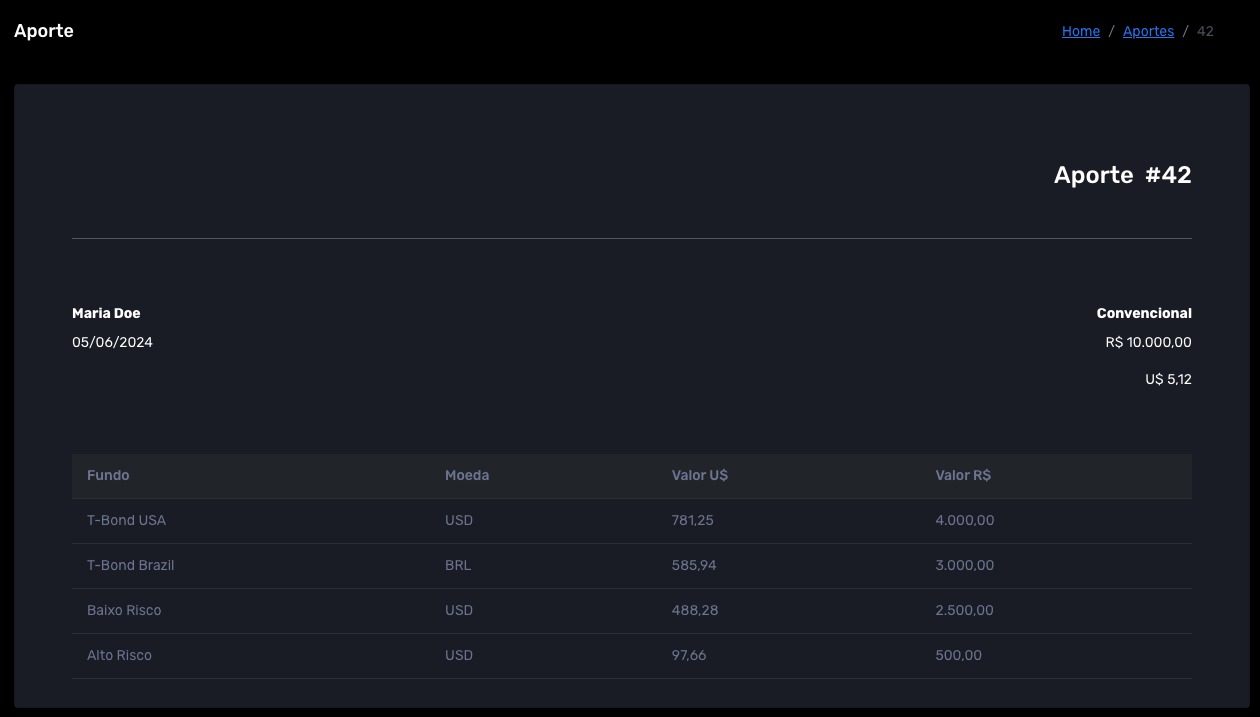 Aporte Home / Aportes / 42
Aporte #42
Maria Doe Convencional
05/06/2024 R$ 10.000,00
U$ 5,12
Fundo Moeda Valor U$ Valor R$
T-Bond USA USD 781,25 4.000,00
T-Bond Brazil BRL 585,94 3.000,00
Baixo Risco USD 488,28 2.500,00
Alto Risco USD 97,66 500,00